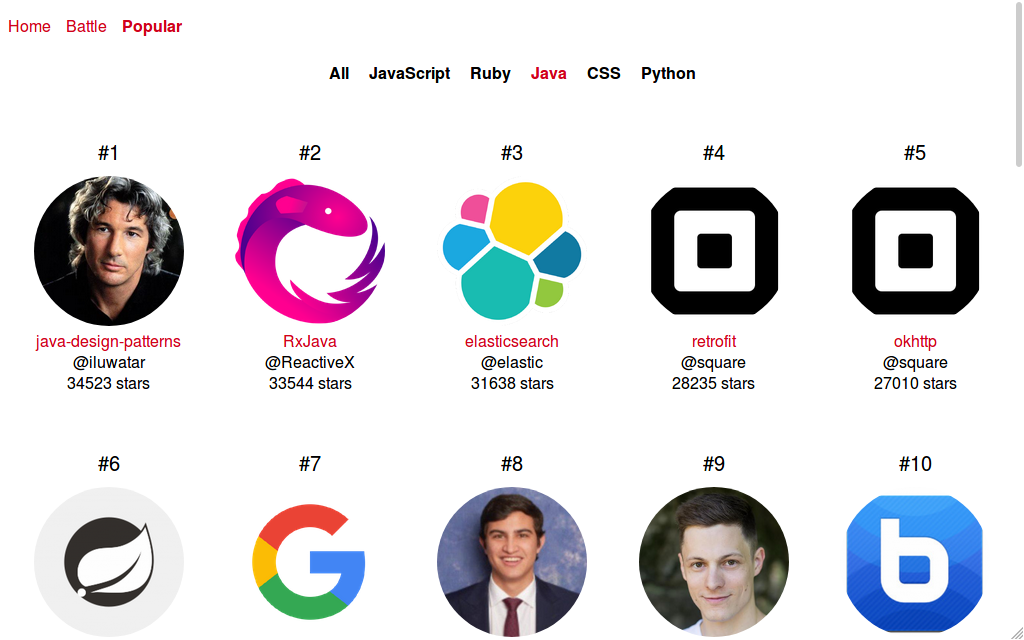 Home Battle Popular
All JavaScript Ruby Java CSS Python
#1 #2 #3 #4 #5
java-design-patterns RxJava elasticsearch retrofit okhttp
@iluwatar @ReactiveX @elastic @square @square
34523 stars 33544 stars 31638 stars 28235 stars 27010 stars
#6 #7 #8 #9 #10
G b